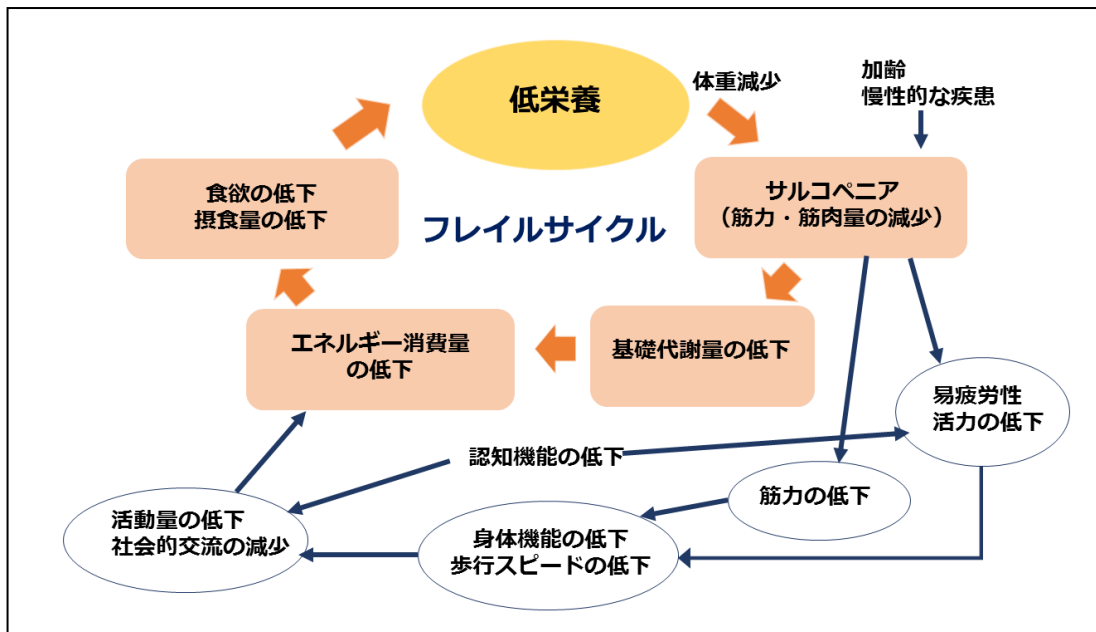 低栄養
体重減少
加齢
慢性的な疾患
食欲の低下
摂食量の低下
フレイルサイクル
サルコペニア
（筋力・筋肉量の減少）
エネルギー消費量
の低下
基礎代謝量の低下
易疲労性
活力の低下
認知機能の低下
筋力の低下
活動量の低下
社会的交流の減少
身体機能の低下
歩行スピードの低下